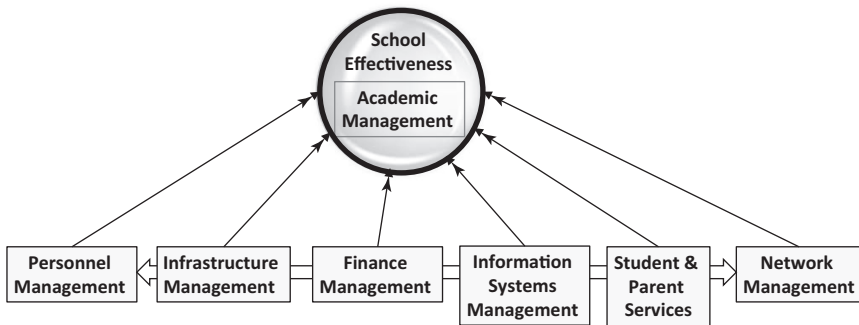 School
Effectiveness
Academic
Management
Personnel
Management
Infrastructure
Management
Finance
Management
Information
Systems
Management
Student &
Parent
Services
Network
Management